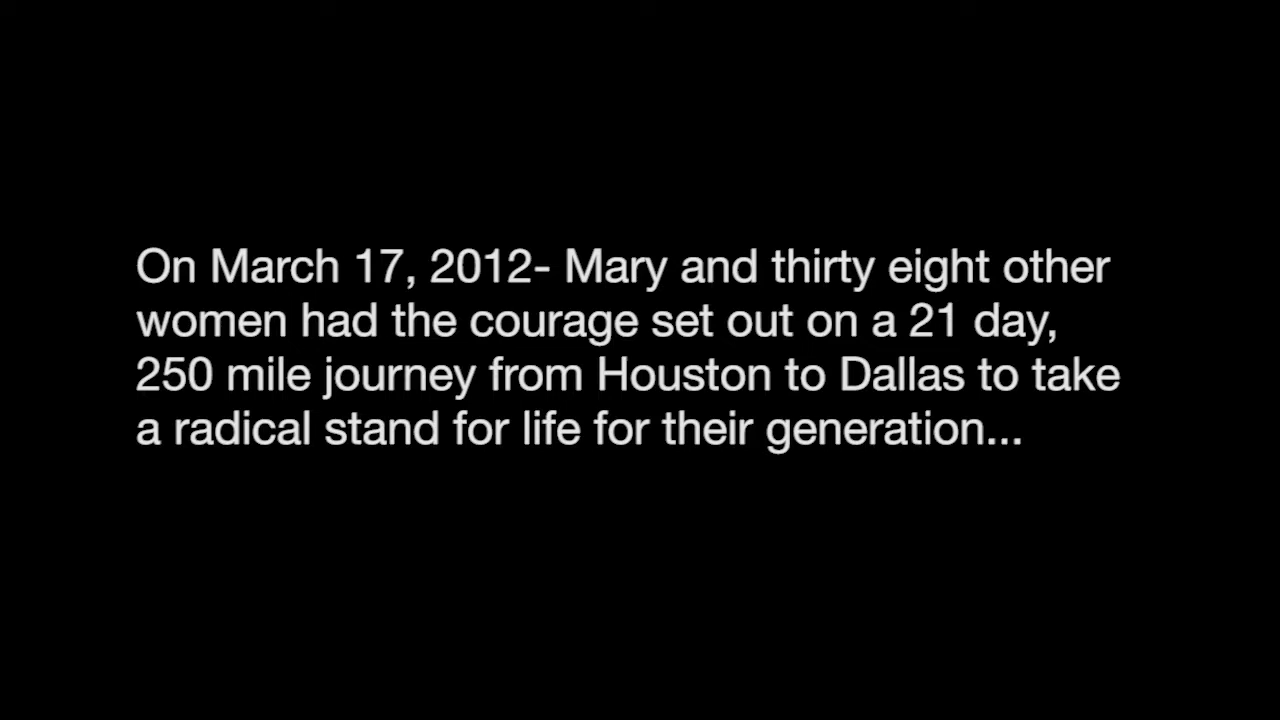 On March 17, 2012- Mary and thirty eight other
women had the courage set out on a 21 day,
250 mile journey from Houston to Dallas to take
a radical stand for life for their generation...